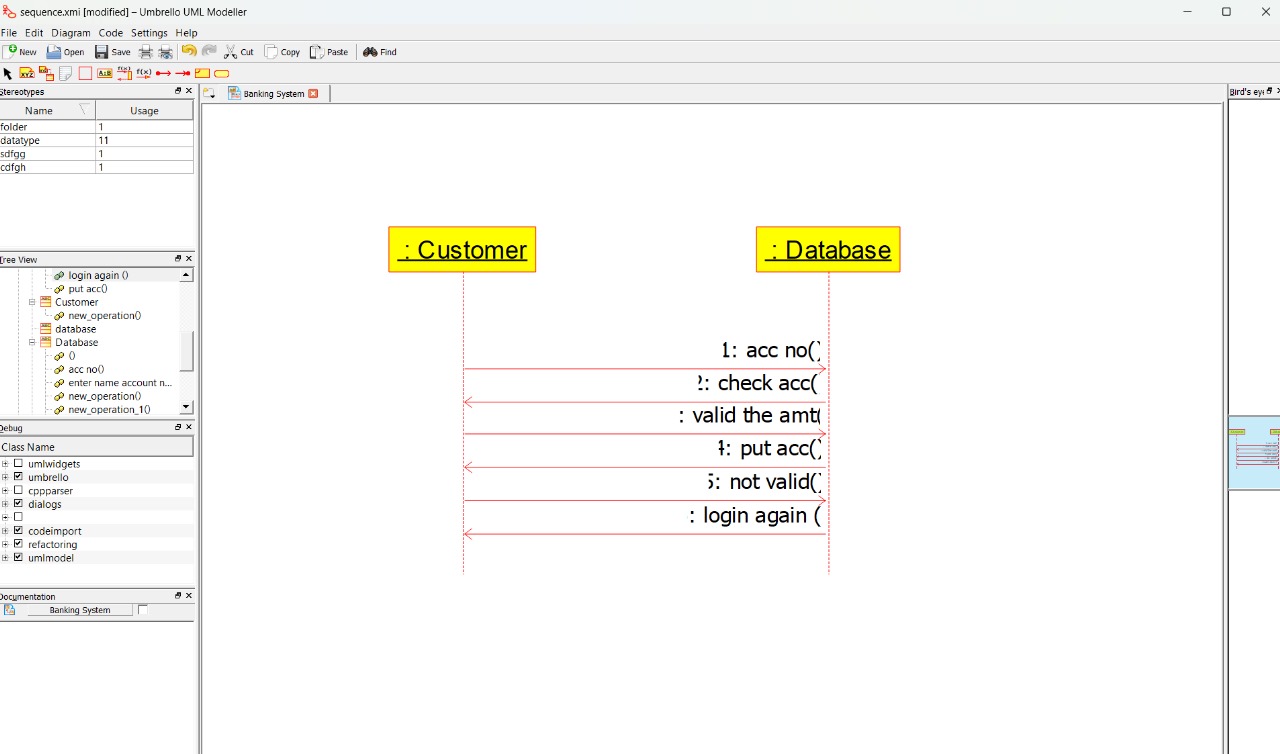 sequence.xmi [modified] – Umbrello UML Modeller
File Edit Diagram Code Settings Help
New Open Save Cut Copy Paste Find
Stereotypes
Banking System
Bird's eye
Name Usage
folder 1
datatype 11
sdfgg 1
cdfgh 1
: Customer
: Database
Tree View
login again ()
put acc()
Customer
new_operation()
database
Database
()
acc no()
enter name account n...
new_operation()
new_operation_1()
1: acc no()
2: check acc(
: valid the amt(
4: put acc()
5: not valid()
: login again (
Debug
Class Name
umlwidgets
umbrello
cppparser
dialogs
codeimport
refactoring
umlmodel
Documentation
Banking System